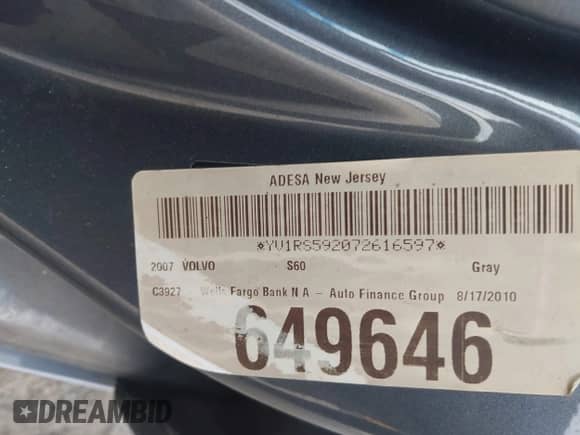 ADESA New Jersey
*YV1RS592072616597*
2007 VOLVO S60 Gray
C3927 Wells Fargo Bank N A - Auto Finance Group 8/17/2010
649646
DREAMBID